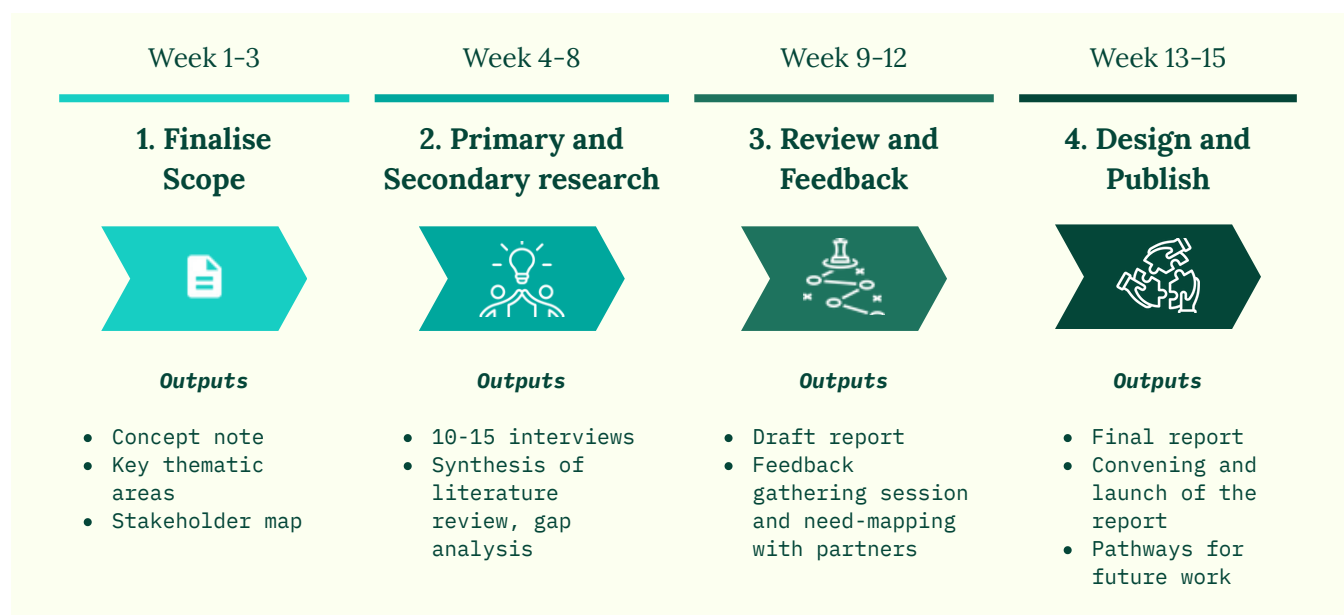 Week 1-3
1. Finalise
Scope
Outputs
• Concept note
• Key thematic
areas
• Stakeholder map
Week 4-8
2. Primary and
Secondary research
Outputs
• 10-15 interviews
• Synthesis of
literature
review, gap
analysis
Week 9-12
3. Review and
Feedback
Outputs
• Draft report
• Feedback
gathering session
and need-mapping
with partners
Week 13-15
4. Design and
Publish
Outputs
• Final report
• Convening and
launch of the
report
• Pathways for
future work